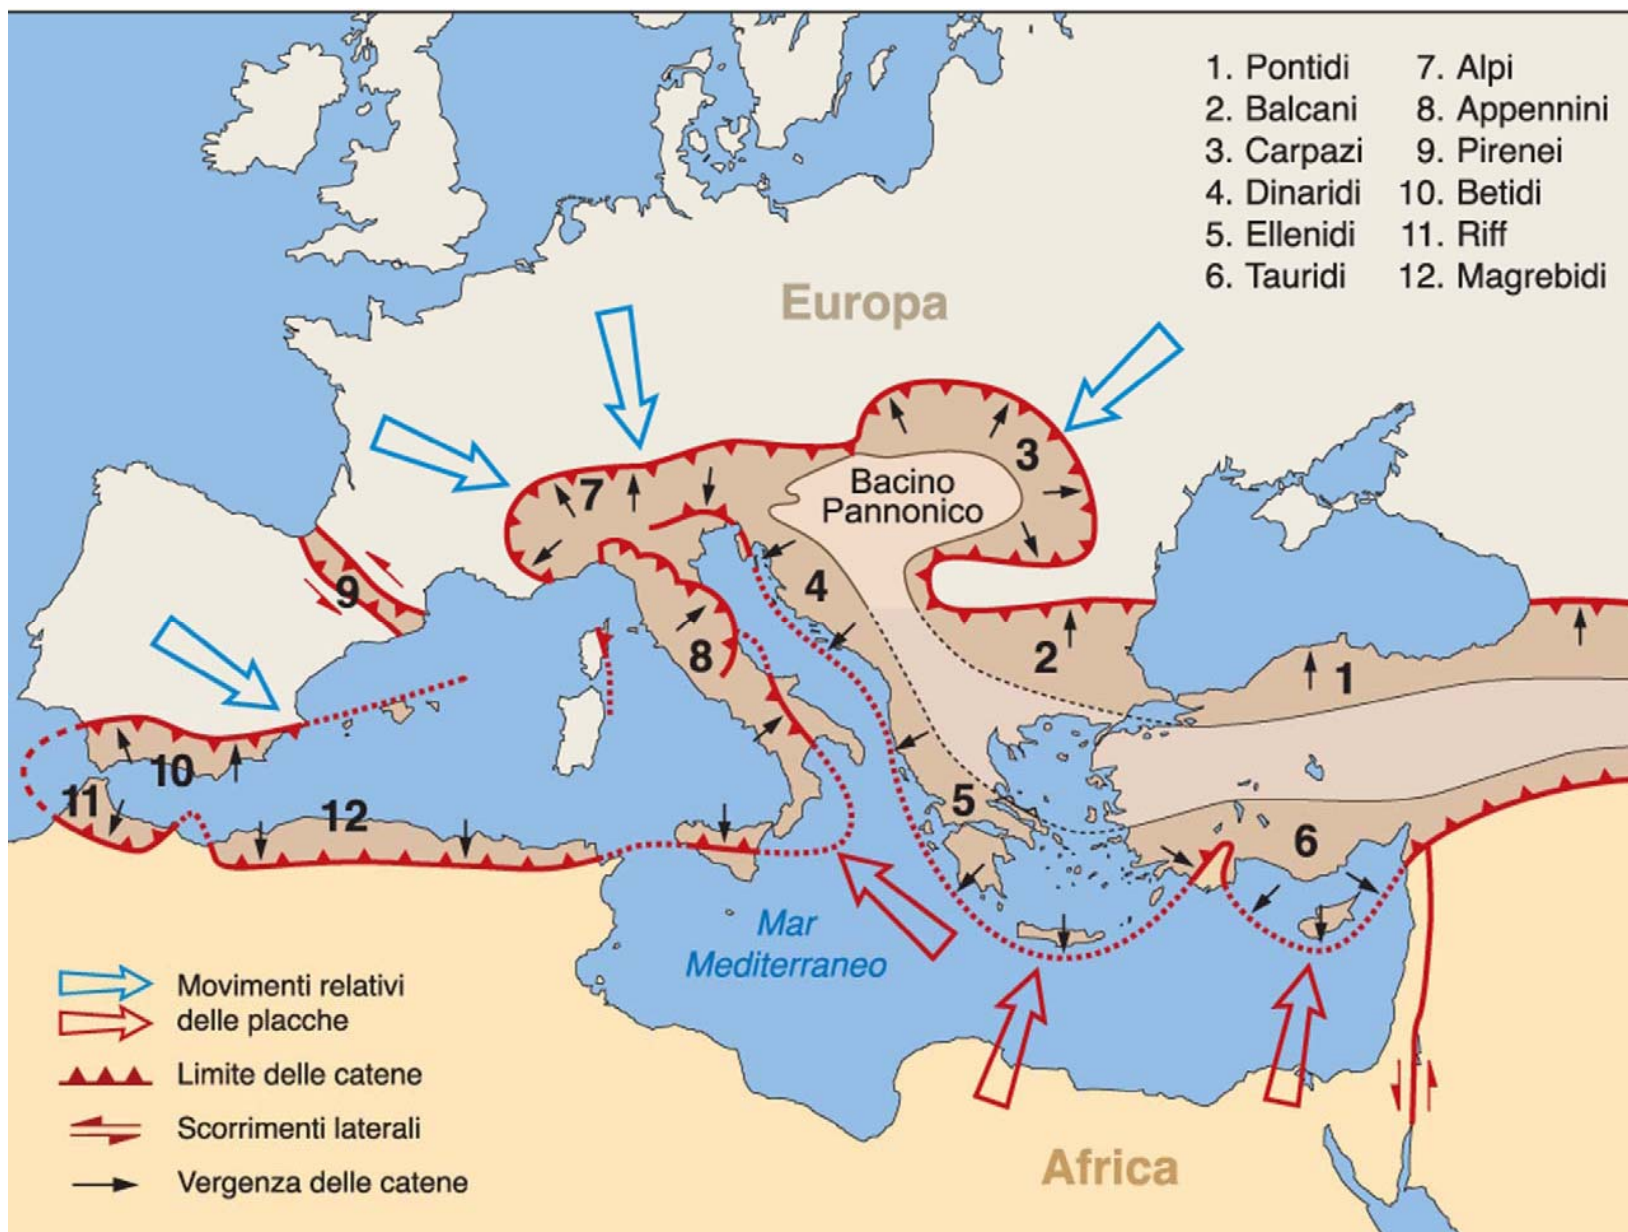 1. Pontidi
2. Balcani
3. Carpazi
4. Dinaridi
5. Ellenidi
6. Tauridi
7. Alpi
8. Appennini
9. Pirenei
10. Betidi
11. Riff
12. Magrebidi
Europa
3
7
Bacino
Pannonico
9
4
8
2
1
10
11
12
5
6
Mar
Mediterraneo
Africa
Movimenti relativi
delle placche
Limite delle catene
Scorrimenti laterali
Vergenza delle catene